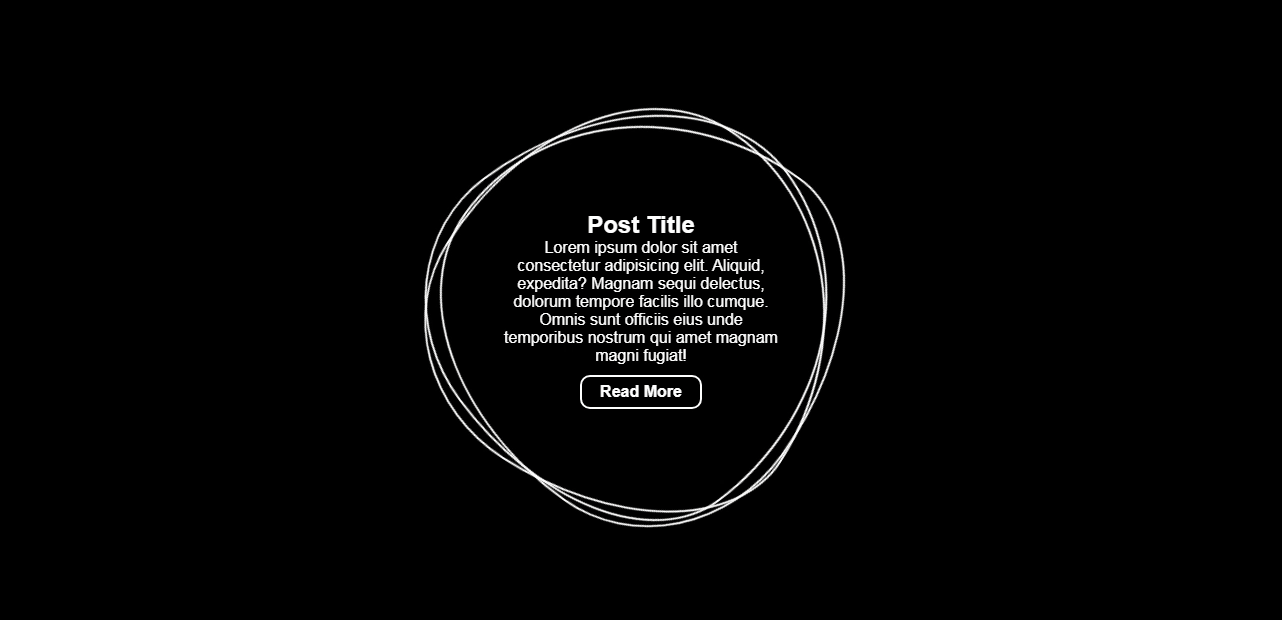 Post Title
Lorem ipsum dolor sit amet
consectetur adipisicing elit. Aliquid,
expedita? Magnam sequi delectus,
dolorum tempore facilis illo cumque.
Omnis sunt officiis eius unde
temporibus nostrum qui amet magnam
magni fugiat!
Read More